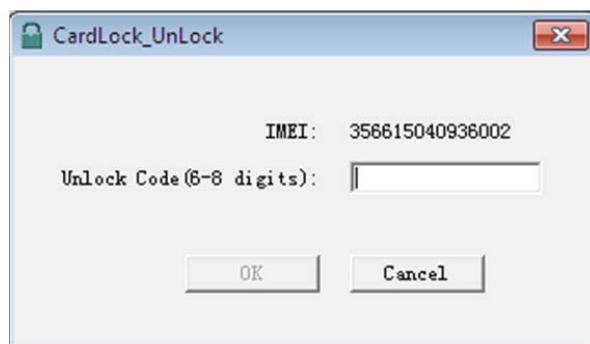 CardLock_UnLock
IMEI: 356615040936002
Unlock Code(6-8 digits):
OK Cancel